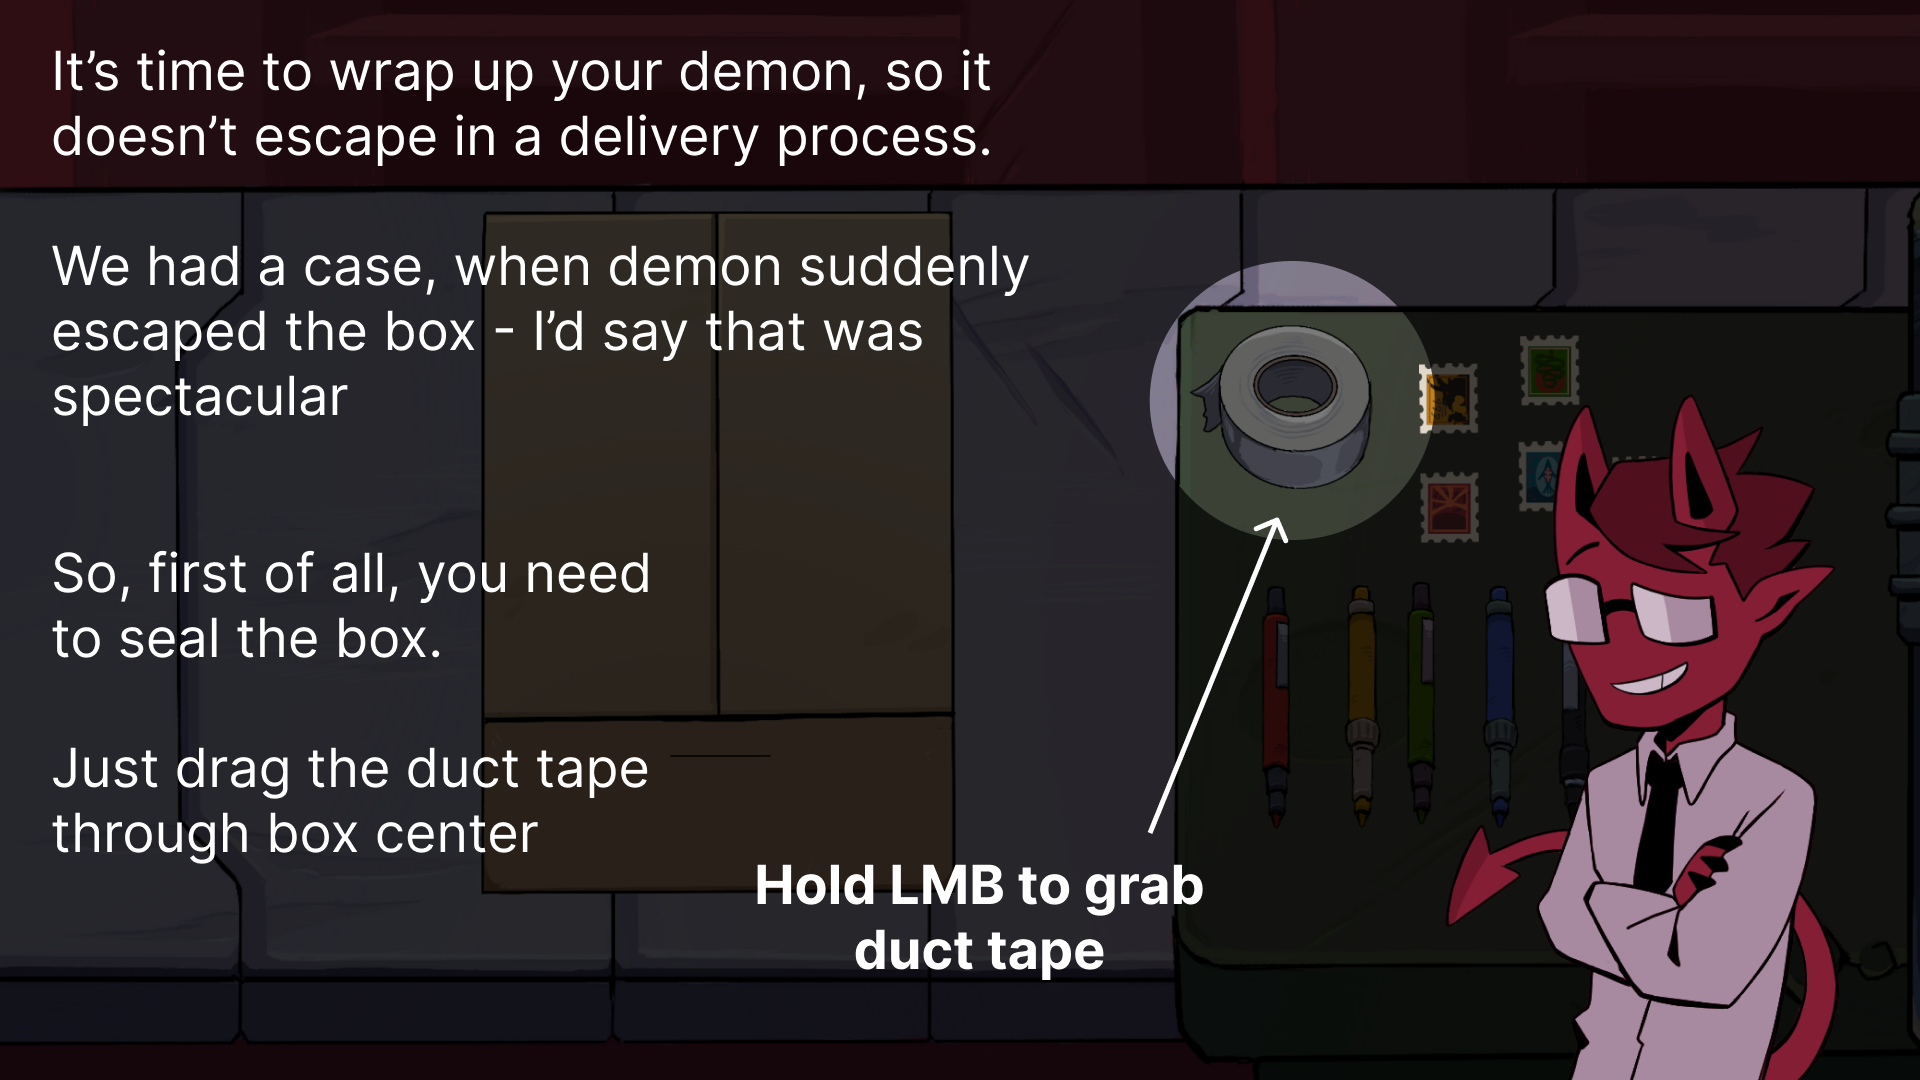 It’s time to wrap up your demon, so it
doesn’t escape in a delivery process.
We had a case, when demon suddenly
escaped the box - I’d say that was
spectacular
So, first of all, you need
to seal the box.
Just drag the duct tape
through box center
Hold LMB to grab
duct tape